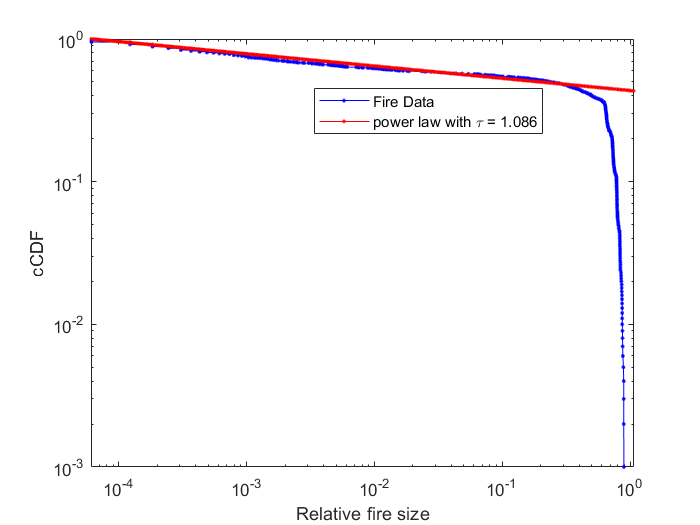 10^0
10^-1
10^-2
10^-3
cCDF
Fire Data
power law with τ = 1.086
10^-4 10^-3 10^-2 10^-1 10^0
Relative fire size